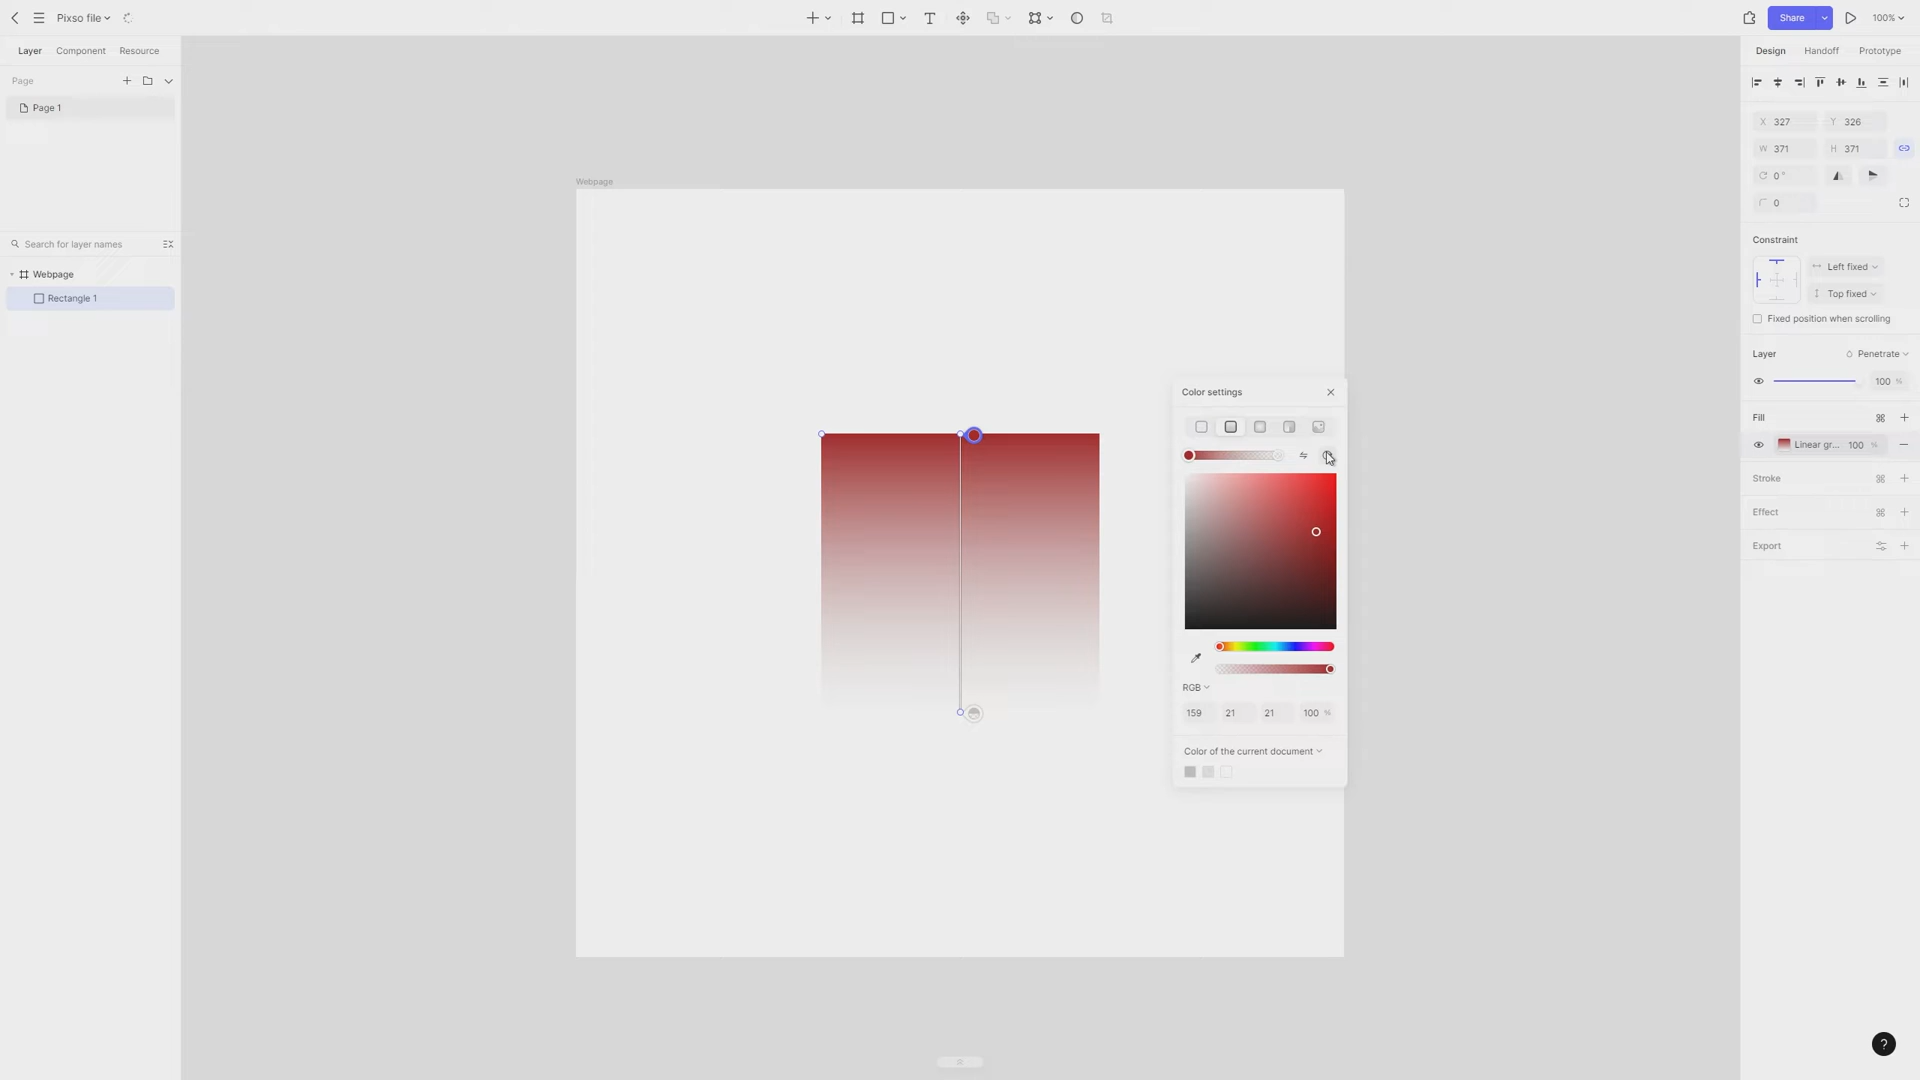 Pixso file
Share
100%
Layer
Component
Resource
Design
Handoff
Prototype
Page
Page 1
X 327
Y 326
W 371
H 371
0°
0
Webpage
Search for layer names
Constraint
Webpage
Left fixed
Rectangle 1
Top fixed
Fixed position when scrolling
Layer
Penetrate
100 %
Color settings
Fill
Linear gr...
100 %
Stroke
Effect
Export
RGB
159
21
21
100 %
Color of the current document
?